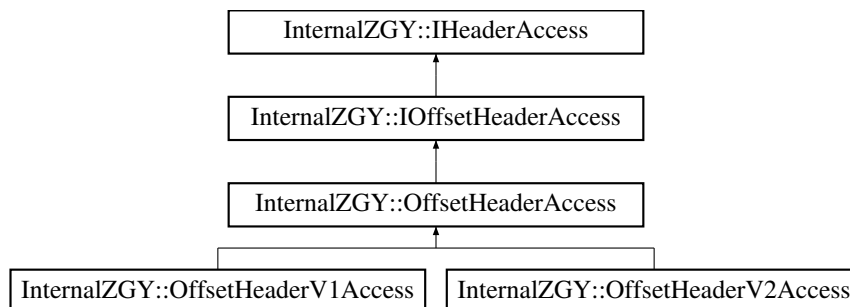 InternalZGY::IHeaderAccess
InternalZGY::IOffsetHeaderAccess
InternalZGY::OffsetHeaderAccess
InternalZGY::OffsetHeaderV1Access
InternalZGY::OffsetHeaderV2Access